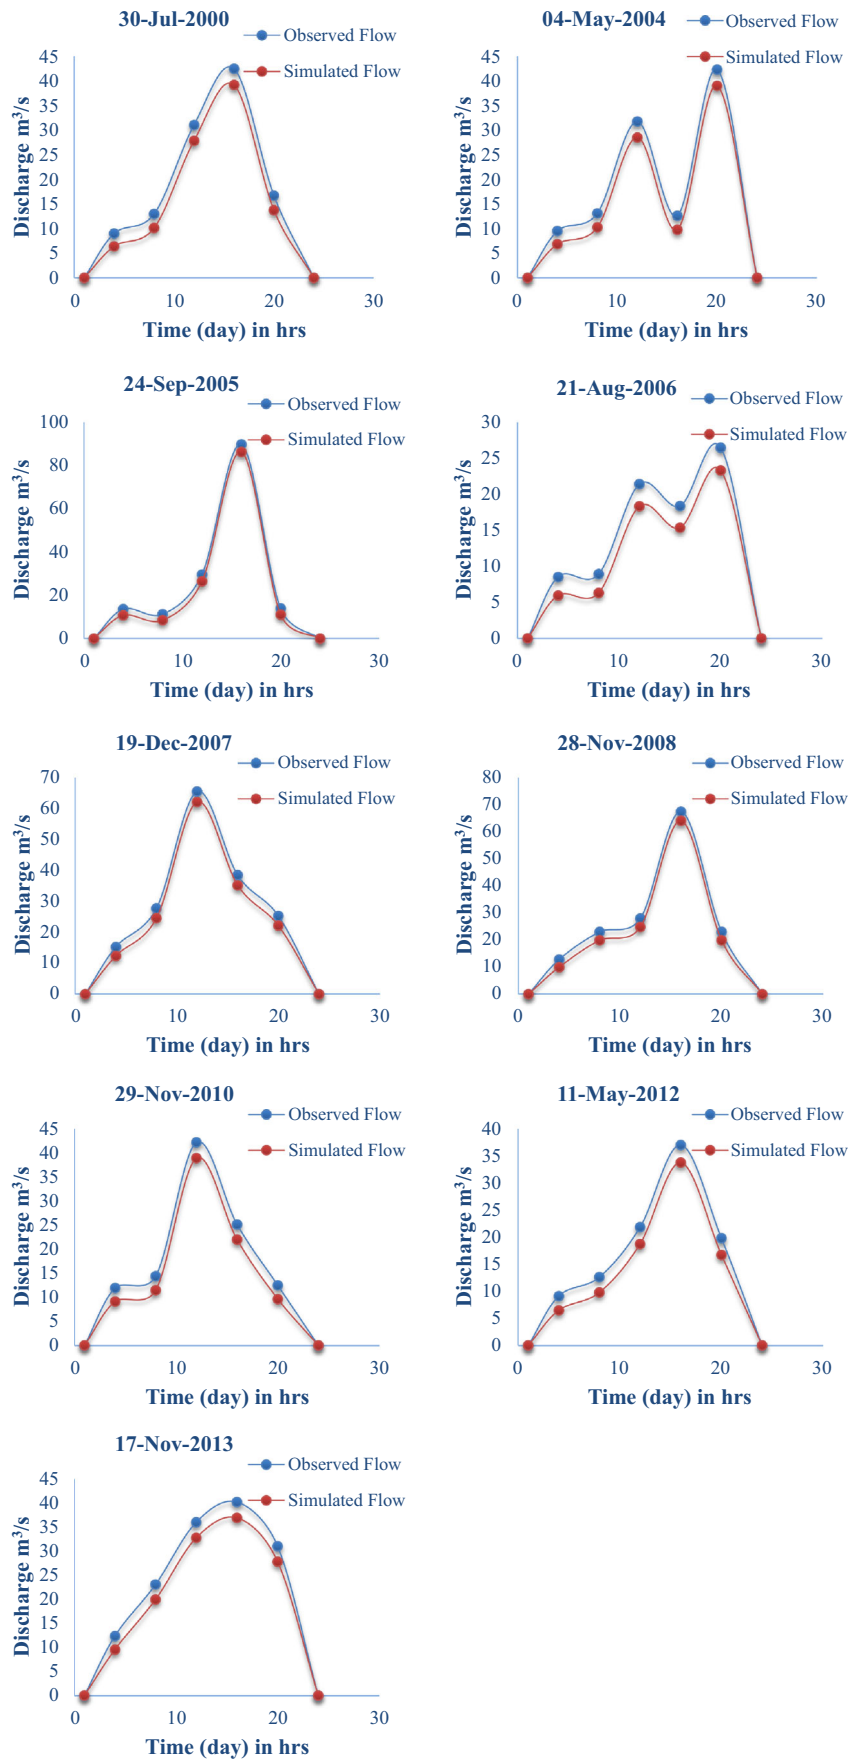 30-Jul-2000
Observed Flow
Simulated Flow
45
40
35
30
25
20
15
10
5
0
Discharge m³/s
0 10 20 30
Time (day) in hrs
04-May-2004
Observed Flow
Simulated Flow
45
40
35
30
25
20
15
10
5
0
Discharge m³/s
0 10 20 30
Time (day) in hrs
24-Sep-2005
Observed Flow
Simulated Flow
100
80
60
40
20
0
Discharge m³/s
0 10 20 30
Time (day) in hrs
21-Aug-2006
Observed Flow
Simulated Flow
30
25
20
15
10
5
0
Discharge m³/s
0 10 20 30
Time (day) in hrs
19-Dec-2007
Observed Flow
Simulated Flow
70
60
50
40
30
20
10
0
Discharge m³/s
0 10 20 30
Time (day) in hrs
28-Nov-2008
Observed Flow
Simulated Flow
80
70
60
50
40
30
20
10
0
Discharge m³/s
0 10 20 30
Time (day) in hrs
29-Nov-2010
Observed Flow
Simulated Flow
45
40
35
30
25
20
15
10
5
0
Discharge m³/s
0 10 20 30
Time (day) in hrs
11-May-2012
Observed Flow
Simulated Flow
40
35
30
25
20
15
10
5
0
Discharge m³/s
0 10 20 30
Time (day) in hrs
17-Nov-2013
Observed Flow
Simulated Flow
45
40
35
30
25
20
15
10
5
0
Discharge m³/s
0 10 20 30
Time (day) in hrs